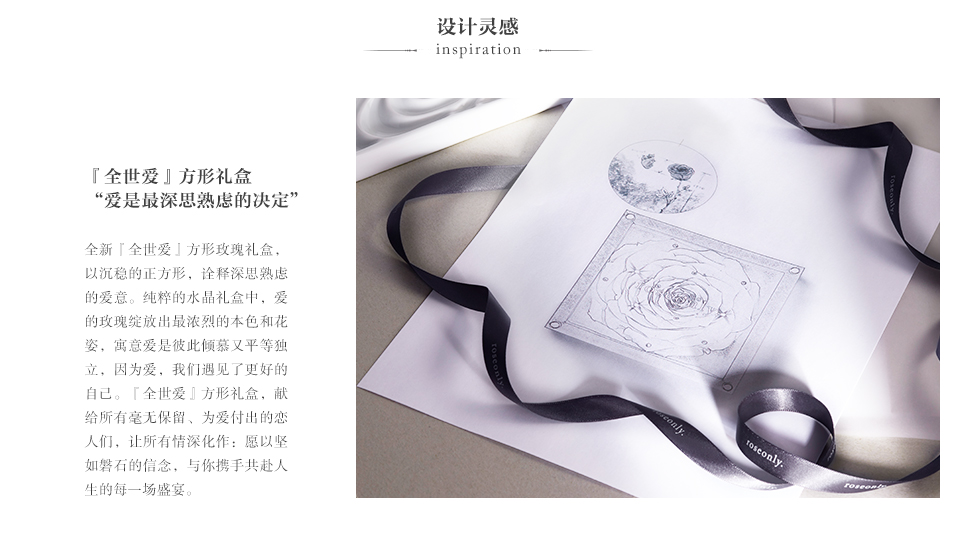 设计灵感
inspiration
『全世爱』方形礼盒
“爱是最深思熟虑的决定”
全新『全世爱』方形玫瑰礼盒，
以沉稳的正方形，诠释深思熟虑
的爱意。纯粹的水晶礼盒中，爱
的玫瑰绽放出最浓烈的本色和花
姿，寓意爱是彼此倾慕又平等独
立，因为爱，我们遇见了更好的
自己。『全世爱』方形礼盒，献
给所有毫无保留、为爱付出的恋
人们，让所有情深化作：愿以坚
如磐石的信念，与你携手共赴人
生的每一场盛宴。
roseonly.
roseonly.
roseonly.
roseonly.
roseonly.